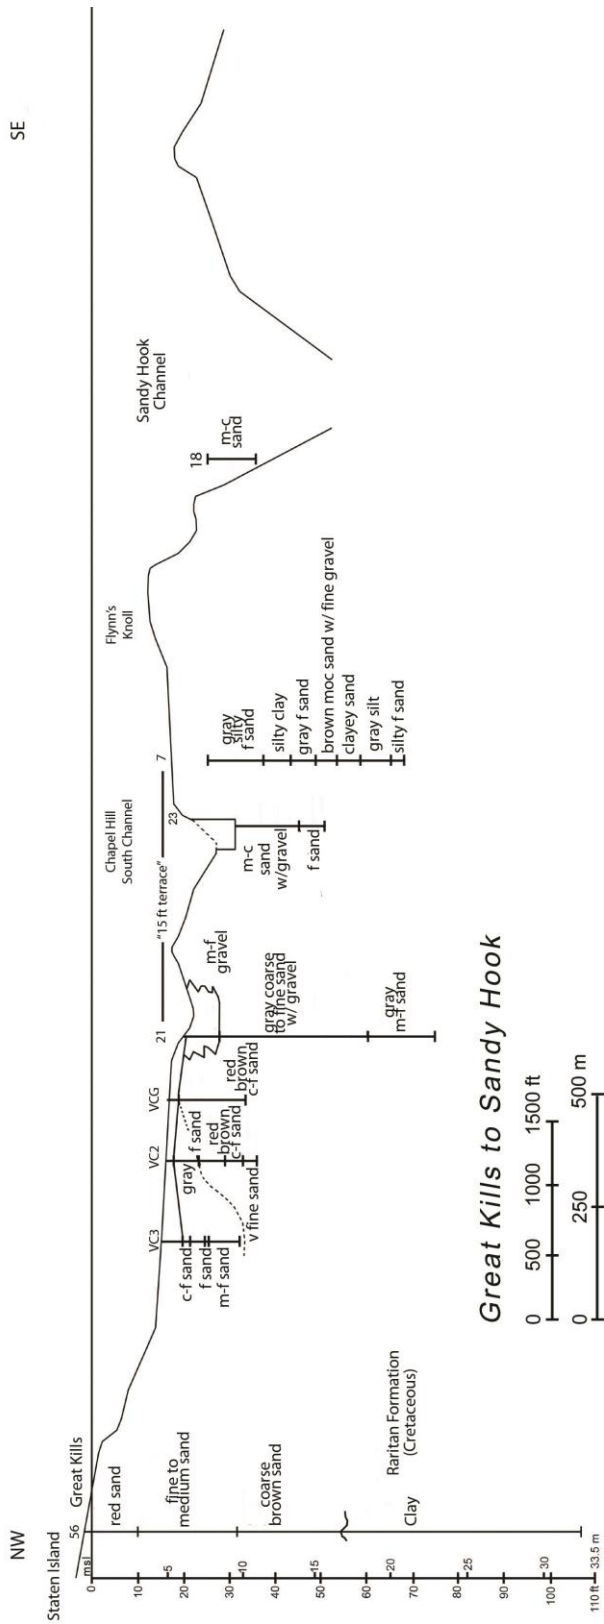 NW
SE
Staten Island
56
Great Kills
msl
red sand
fine to
medium sand
coarse
brown sand
Clay
Raritan Formation
(Cretaceous)
VC3
c-f sand
f sand
m-f sand
VC2
gray
f sand
red
brown
c-f sand
v fine sand
VCG
red
brown
c-f sand
21
gray coarse
to fine sand
w/ gravel
gray
m-f sand
m-f
gravel
"15 ft terrace"
Chapel Hill
South Channel
23
m-c
sand
w/gravel
f sand
7
gray
silty
f sand
silty clay
gray f sand
brown moc sand w/ fine gravel
clayey sand
gray silt
silty f sand
Flynn's
Knoll
18
m-c
sand
Sandy Hook
Channel
0
10
20
30
40
50
60
70
80
90
100
110 ft
5
10
15
20
25
30
33.5 m
Great Kills to Sandy Hook
0 500 1000 1500 ft
0 250 500 m